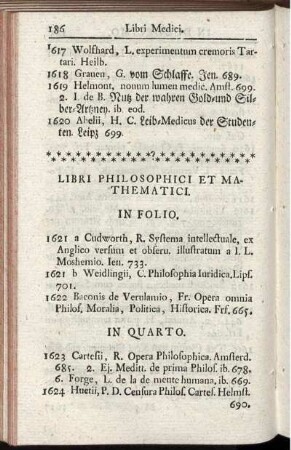 186 Libri Medici.
1617 Wolfhard, L. experimentum cremoris Tar-
tari. Heilb.
1618 Grauen, G. vom Schlaffe. Jen. 689.
1619 Helmont, nouum lumen medic. Amst. 699.
2. I. de B. Nutz der wahren Gold-und Sil-
ber-Artzney. ib. eod.
1620 Abelii, H. C. Leib-Medicus der Studen-
ten. Leipz 699.
LIBRI PHILOSOPHICI ET MA-
THEMATICI.
IN FOLIO.
1621 a Cudworth, R. Systema intellectuale, ex
Anglico versum et obseru. illustratum a I. L.
Moshemio. Ien. 733.
1621 b Weidlingii, C. Philosophia Iuridica. Lips.
701.
1622 Baconis de Verulamio, Fr. Opera omnia
Philos. Moralia, Politica, Historica. Frf. 665.
IN QUARTO.
1623 Cartesii, R. Opera Philosophica. Amsterd.
685. 2. Ej. Meditt. de prima Philos. ib. 678.
6. Forge, L. de la de mente humana, ib. 669.
1624 Huetii, P. D. Censura Philos. Cartes. Helmst.
690.